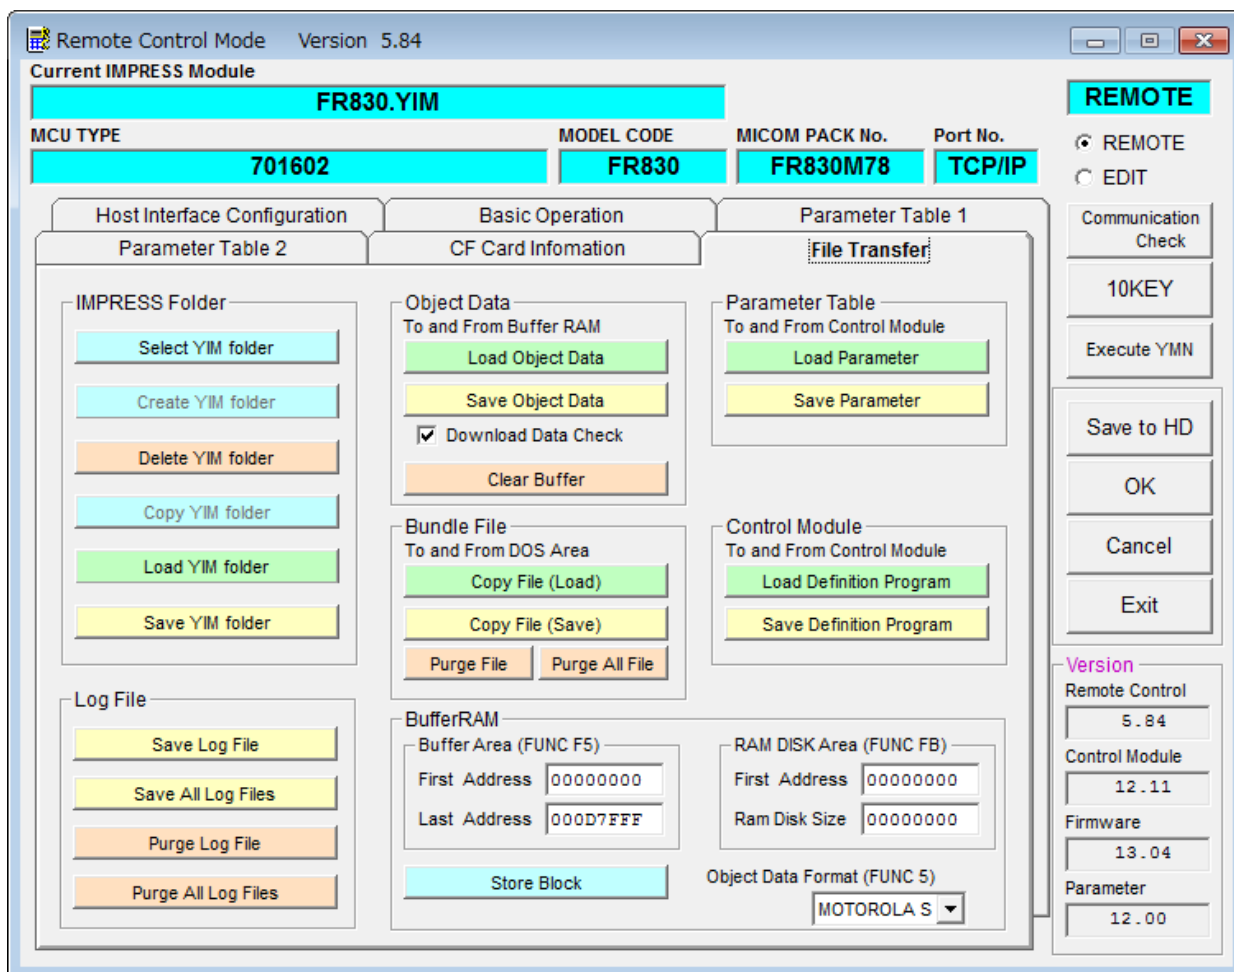 Remote Control Mode Version 5.84
Current IMPRESS Module
FR830.YIM
REMOTE
MCU TYPE MODEL CODE MICOM PACK No. Port No.
701602 FR830 FR830M78 TCP/IP
REMOTE
EDIT
Host Interface Configuration Basic Operation Parameter Table 1
Parameter Table 2 CF Card Infomation File Transfer
IMPRESS Folder
Select YIM folder
Create YIM folder
Delete YIM folder
Copy YIM folder
Load YIM folder
Save YIM folder
Log File
Save Log File
Save All Log Files
Purge Log File
Purge All Log Files
Object Data
To and From Buffer RAM
Load Object Data
Save Object Data
Download Data Check
Clear Buffer
Bundle File
To and From DOS Area
Copy File (Load)
Copy File (Save)
Purge File Purge All File
Parameter Table
To and From Control Module
Load Parameter
Save Parameter
Control Module
To and From Control Module
Load Definition Program
Save Definition Program
BufferRAM
Buffer Area (FUNC F5)
First Address 00000000
Last Address 000D7FFF
RAM DISK Area (FUNC FB)
First Address 00000000
Ram Disk Size 00000000
Store Block
Object Data Format (FUNC 5)
MOTOROLA S
Communication
Check
10KEY
Execute YMN
Save to HD
OK
Cancel
Exit
Version
Remote Control
5.84
Control Module
12.11
Firmware
13.04
Parameter
12.00